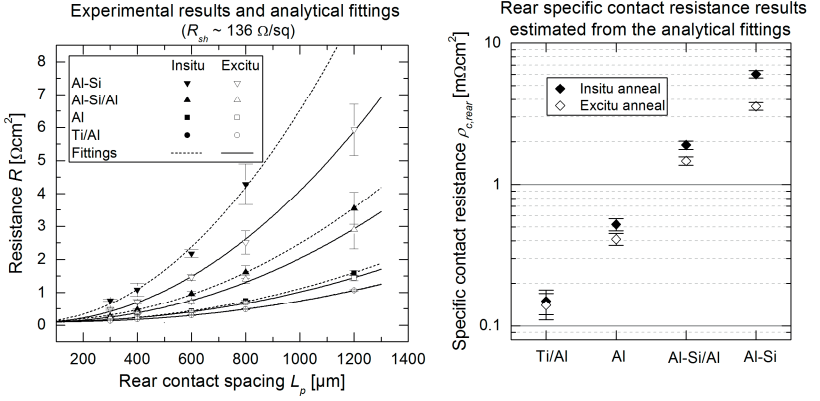 Experimental results and analytical fittings
(Rsh ~ 136 Ω/sq)
Insitu Excitu
Al-Si
Al-Si/Al
Al
Ti/Al
Fittings
Resistance R [Ωcm²]
8
7
6
5
4
3
2
1
0
200 400 600 800 1000 1200 1400
Rear contact spacing Lp [µm]
Rear specific contact resistance results
estimated from the analytical fittings
Specific contact resistance ρc,rear [mΩcm²]
10
1
0.1
Insitu anneal
Excitu anneal
Ti/Al Al Al-Si/Al Al-Si